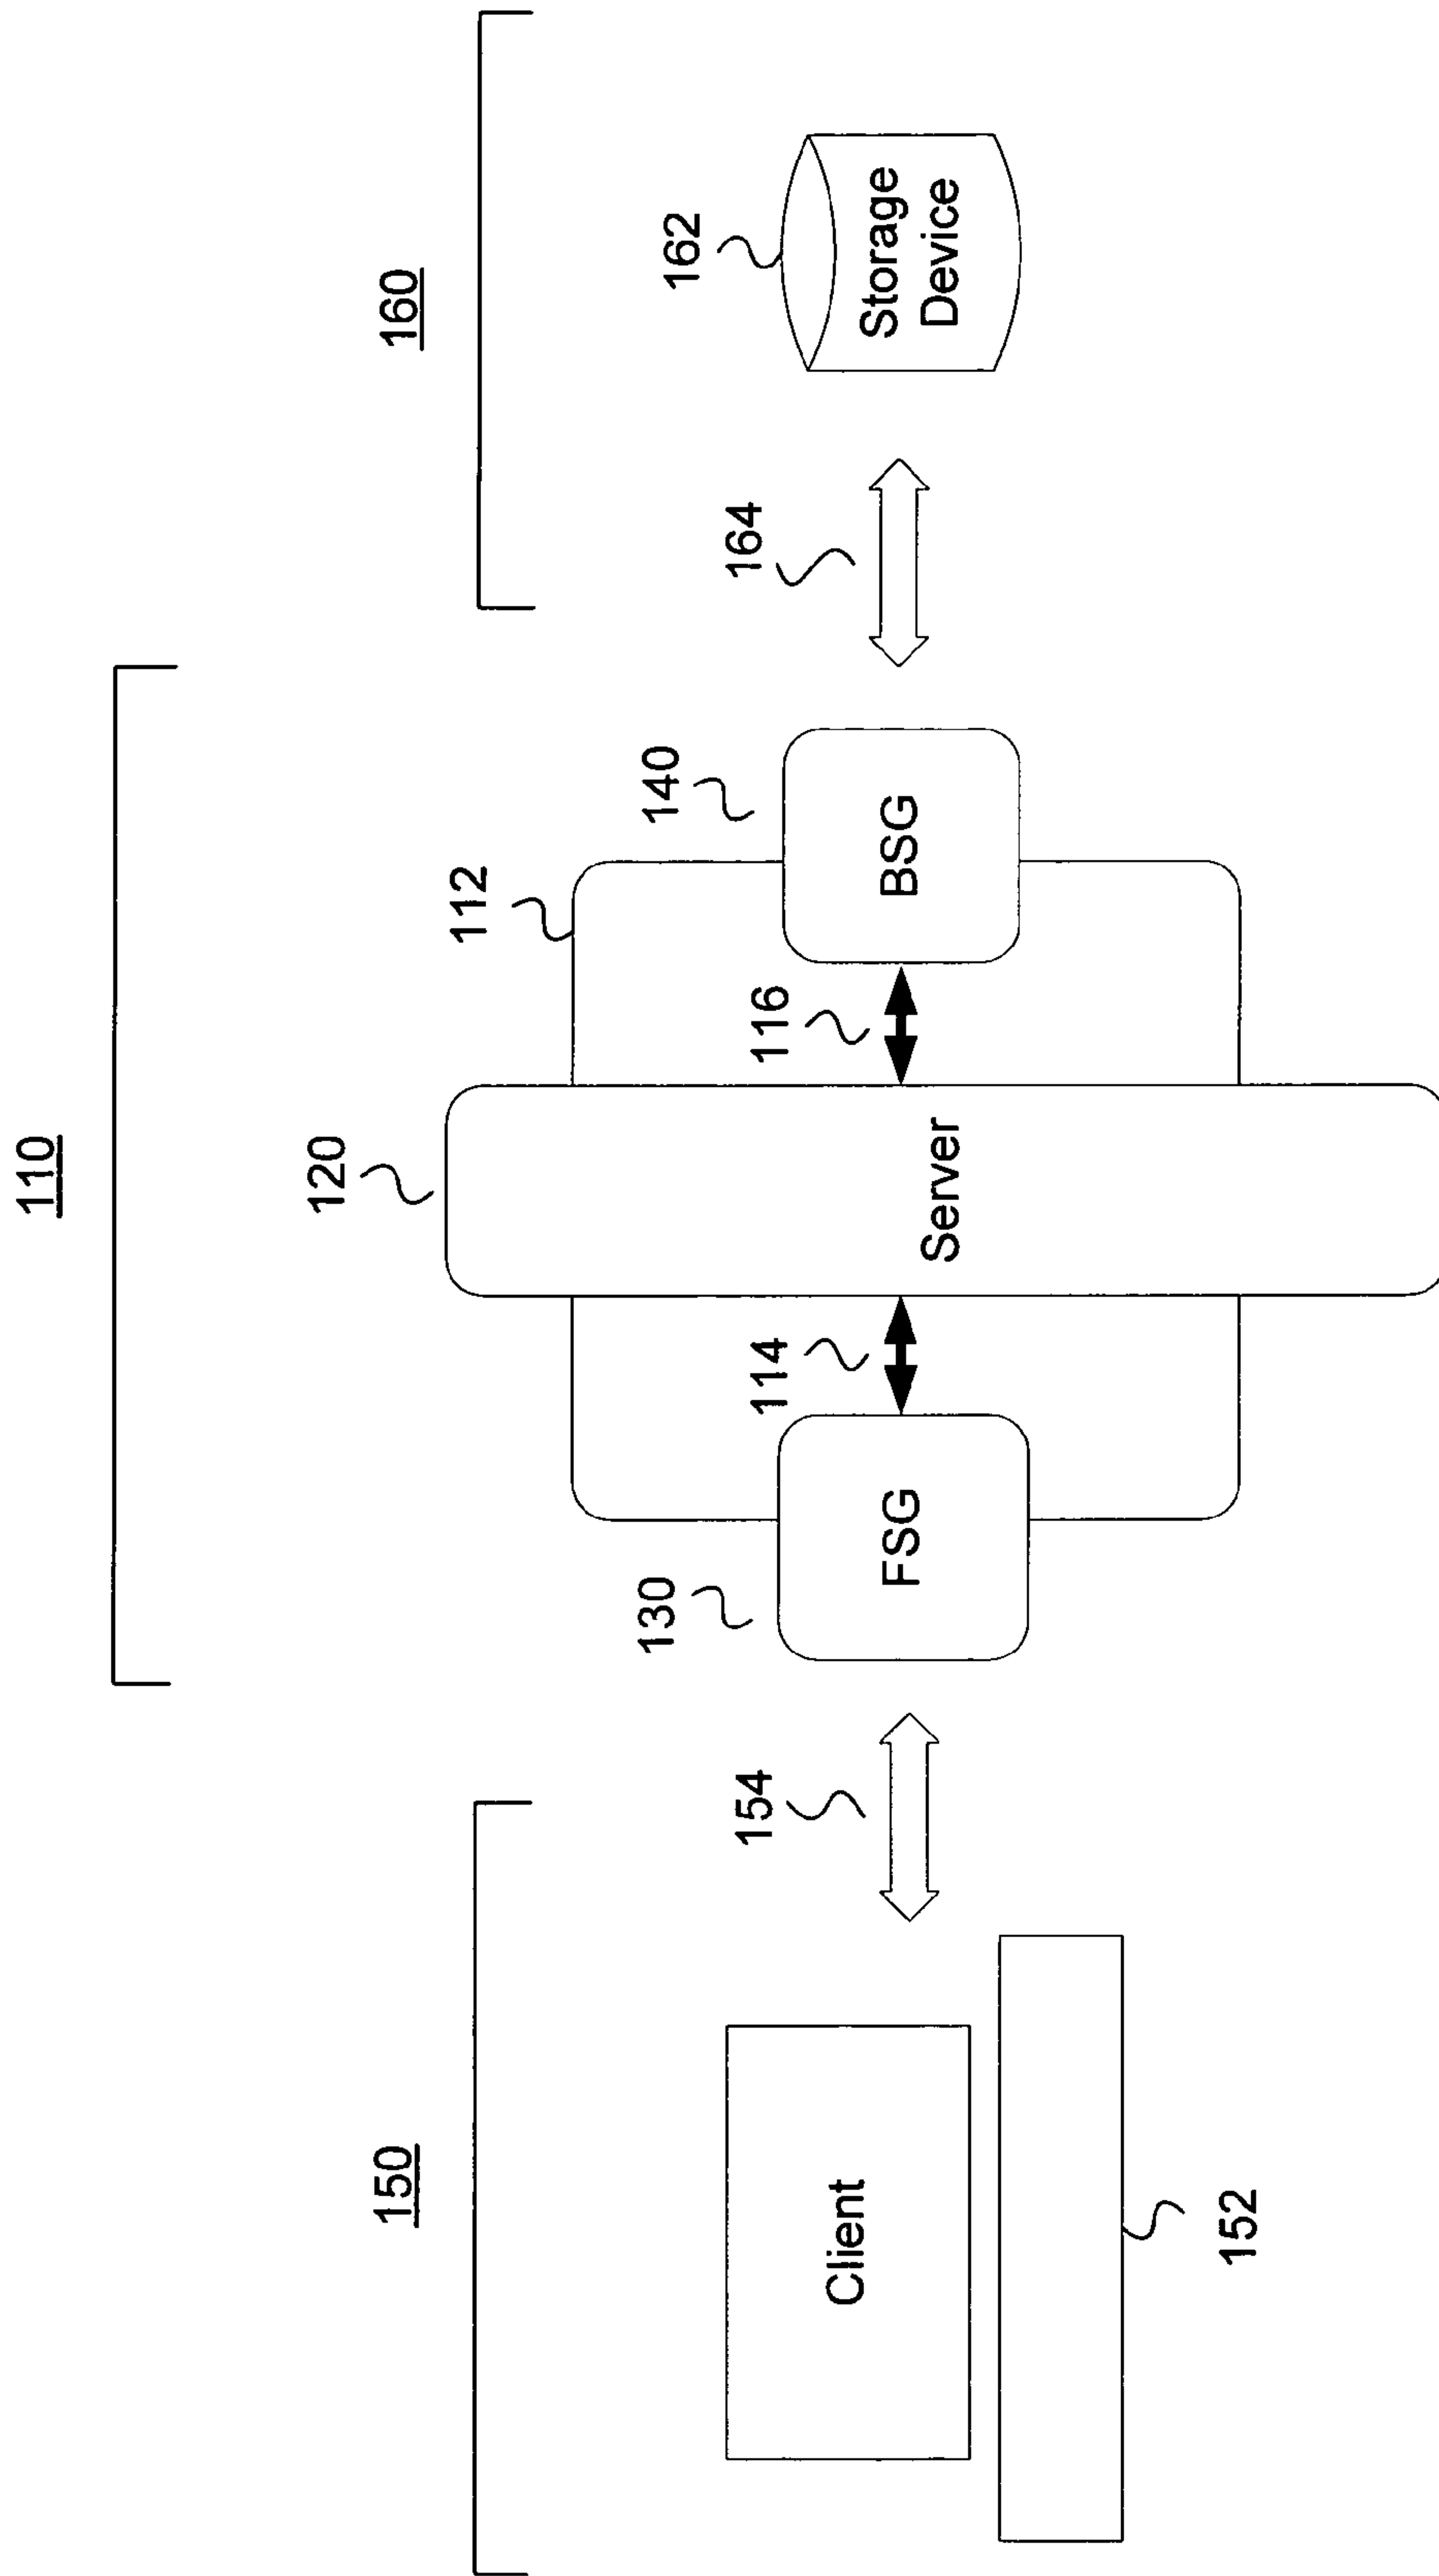 110
150
160
120
112
130
140
162
154
114
116
164
Client
FSG
Server
BSG
Storage
Device
152